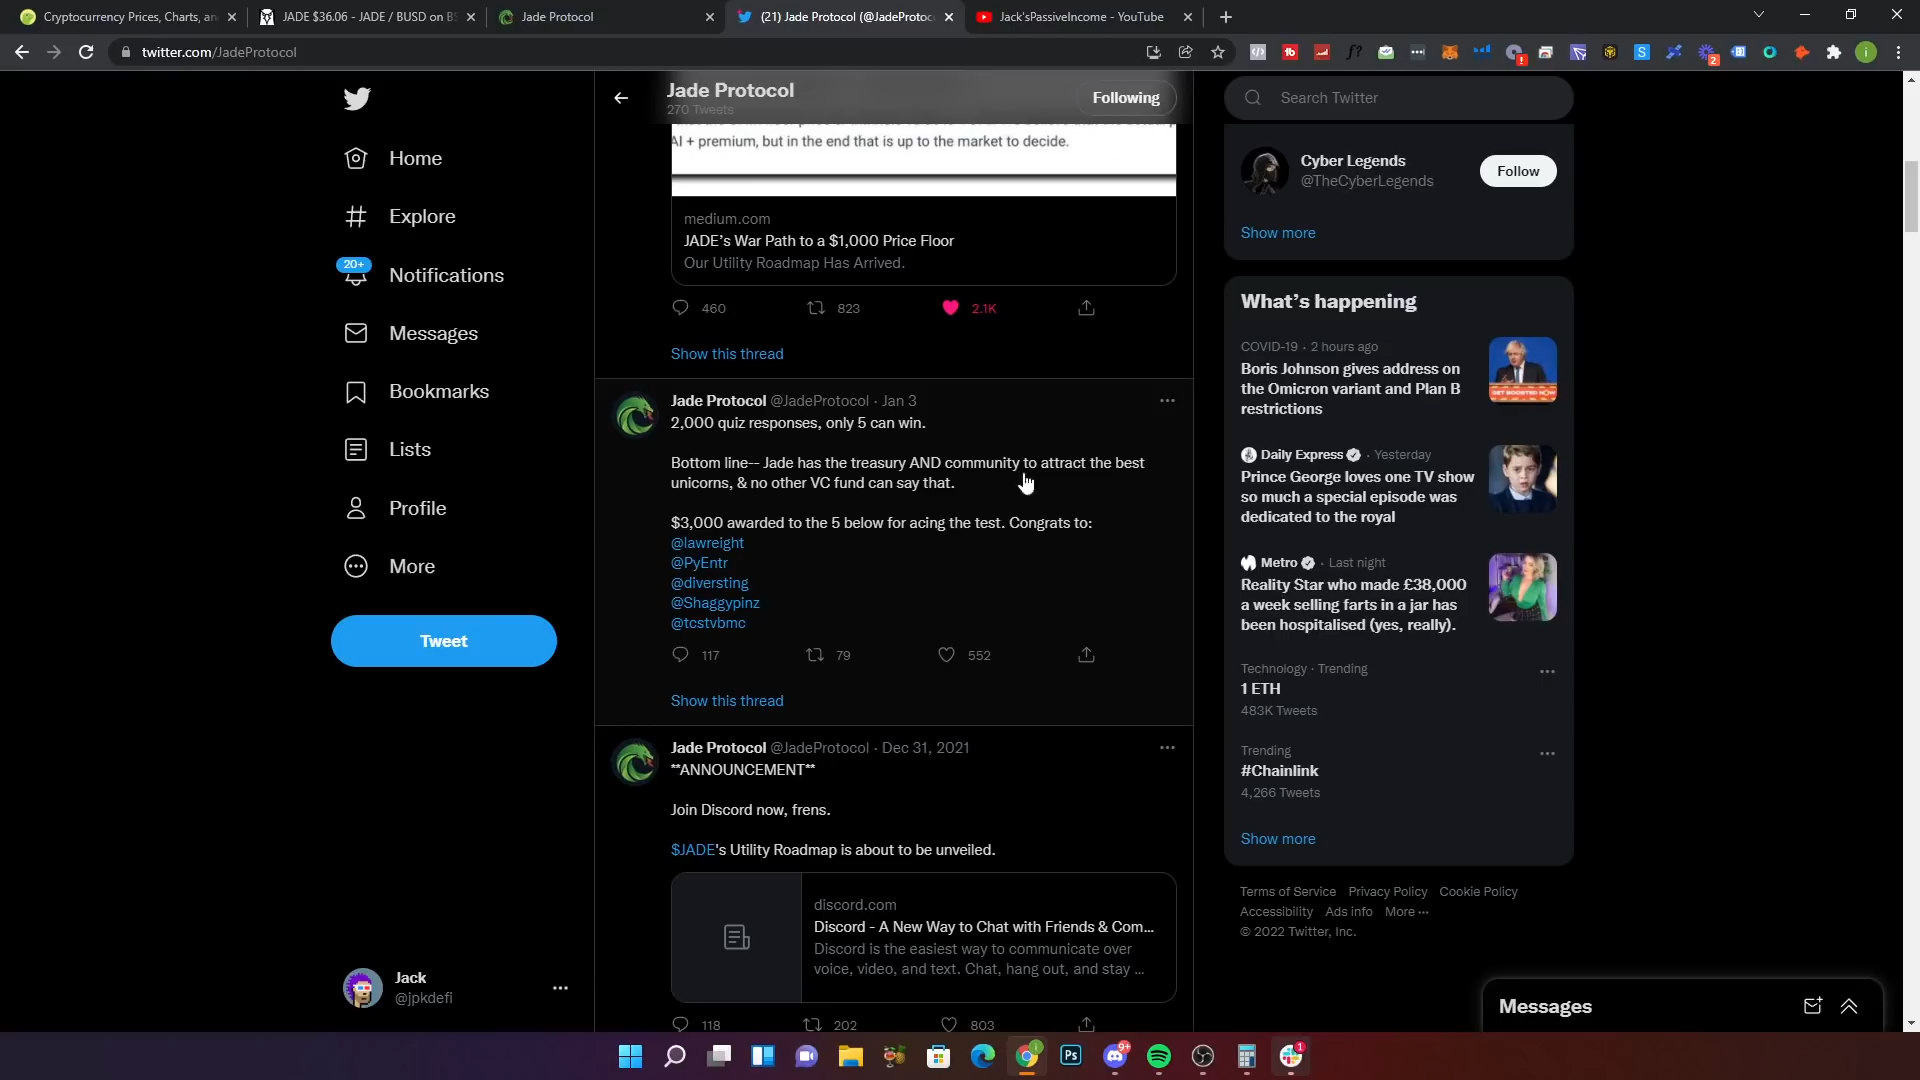 Cryptocurrency Prices, Charts, an
JADE $36.06 - JADE / BUSD on BS
Jade Protocol
(21) Jade Protocol (@JadeProtoco
Jack'sPassiveIncome - YouTube
twitter.com/JadeProtocol
Home
Explore
20+
Notifications
Messages
Bookmarks
Lists
Profile
More
Tweet
Jack
@jpkdefi
Jade Protocol
270 Tweets
Following
AI + premium, but in the end that is up to the market to decide.
medium.com
JADE's War Path to a $1,000 Price Floor
Our Utility Roadmap Has Arrived.
460 823 2.1K
Show this thread
Jade Protocol @JadeProtocol · Jan 3
2,000 quiz responses, only 5 can win.
Bottom line-- Jade has the treasury AND community to attract the best
unicorns, & no other VC fund can say that.
$3,000 awarded to the 5 below for acing the test. Congrats to:
@lawreight
@PyEntr
@diversting
@Shaggypinz
@tcstvbmc
117 79 552
Show this thread
Jade Protocol @JadeProtocol · Dec 31, 2021
**ANNOUNCEMENT**
Join Discord now, frens.
$JADE's Utility Roadmap is about to be unveiled.
discord.com
Discord - A New Way to Chat with Friends & Com...
Discord is the easiest way to communicate over
voice, video, and text. Chat, hang out, and stay ...
118 202 803
Search Twitter
Cyber Legends
@TheCyberLegends
Follow
Show more
What's happening
COVID-19 · 2 hours ago
Boris Johnson gives address on
the Omicron variant and Plan B
restrictions
Daily Express · Yesterday
Prince George loves one TV show
so much a special episode was
dedicated to the royal
Metro · Last night
Reality Star who made £38,000
a week selling farts in a jar has
been hospitalised (yes, really).
Technology · Trending
1 ETH
483K Tweets
Trending
#Chainlink
4,266 Tweets
Show more
Terms of Service Privacy Policy Cookie Policy
Accessibility Ads info More ···
© 2022 Twitter, Inc.
Messages